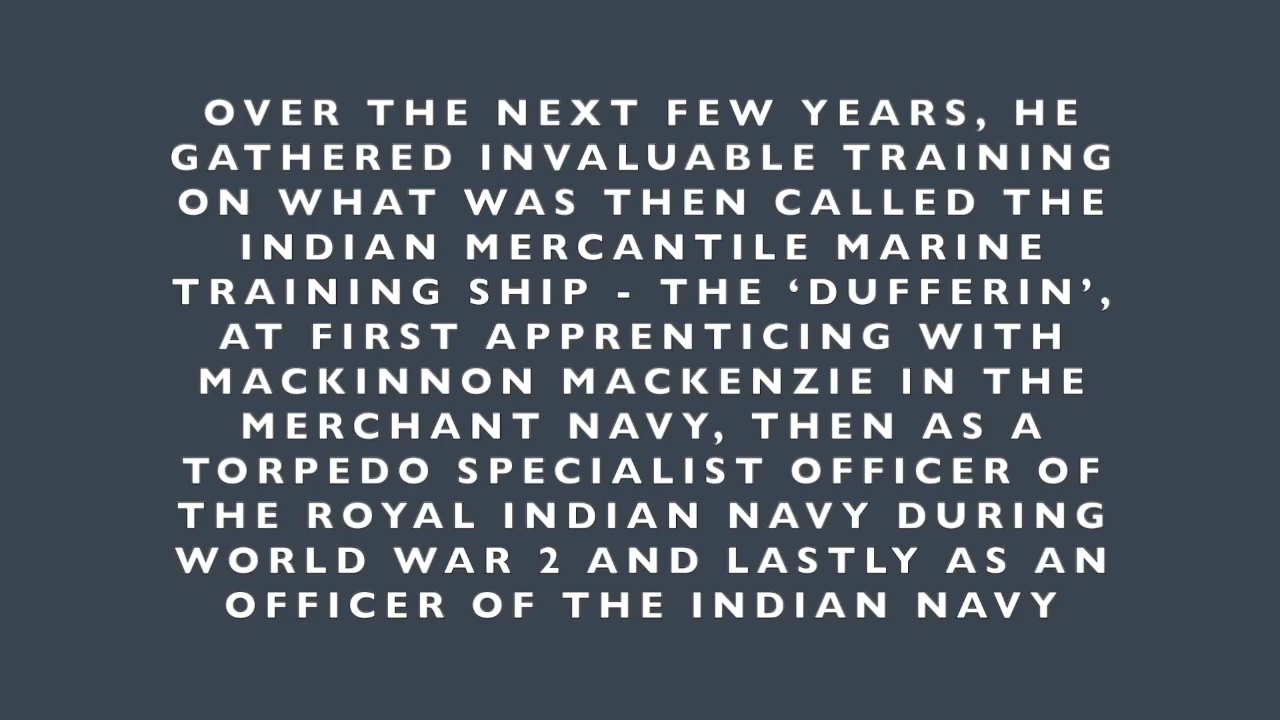 OVER THE NEXT FEW YEARS, HE
GATHERED INVALUABLE TRAINING
ON WHAT WAS THEN CALLED THE
INDIAN MERCANTILE MARINE
TRAINING SHIP - THE ‘DUFFERIN’,
AT FIRST APPRENTICING WITH
MACKINNON MACKENZIE IN THE
MERCHANT NAVY, THEN AS A
TORPEDO SPECIALIST OFFICER OF
THE ROYAL INDIAN NAVY DURING
WORLD WAR 2 AND LASTLY AS AN
OFFICER OF THE INDIAN NAVY